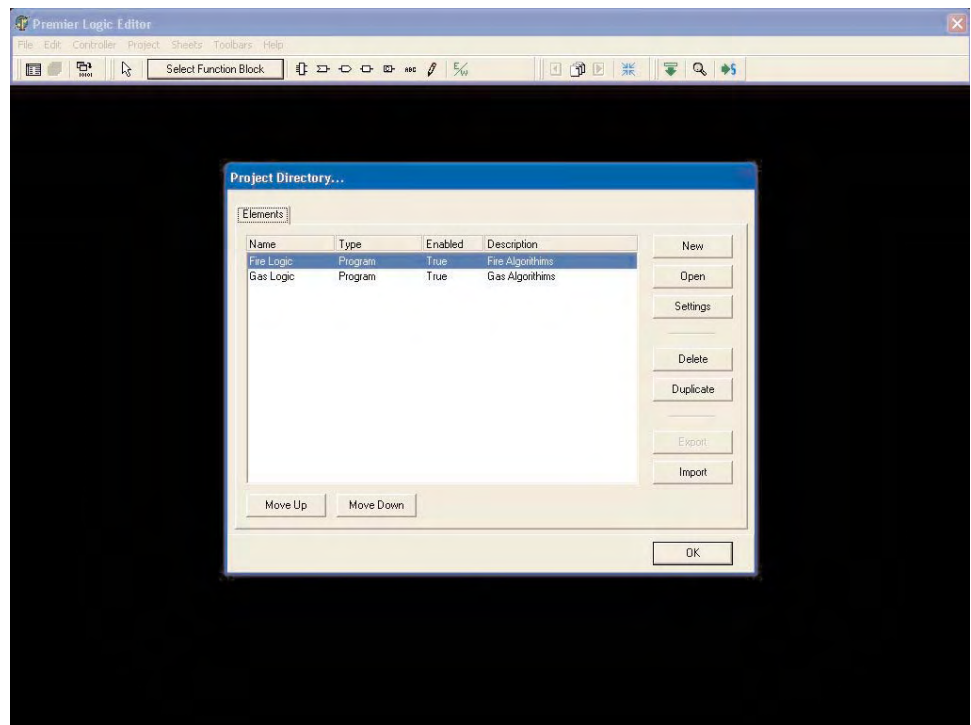 Premier Logic Editor
File Edit Controller Project Sheets Toolbars Help
Select Function Block ABC E/W S
Project Directory...
Elements
Name Type Enabled Description
Fire Logic Program True Fire Algorithims
Gas Logic Program True Gas Algorithims
New
Open
Settings
Delete
Duplicate
Export
Import
Move Up Move Down
OK